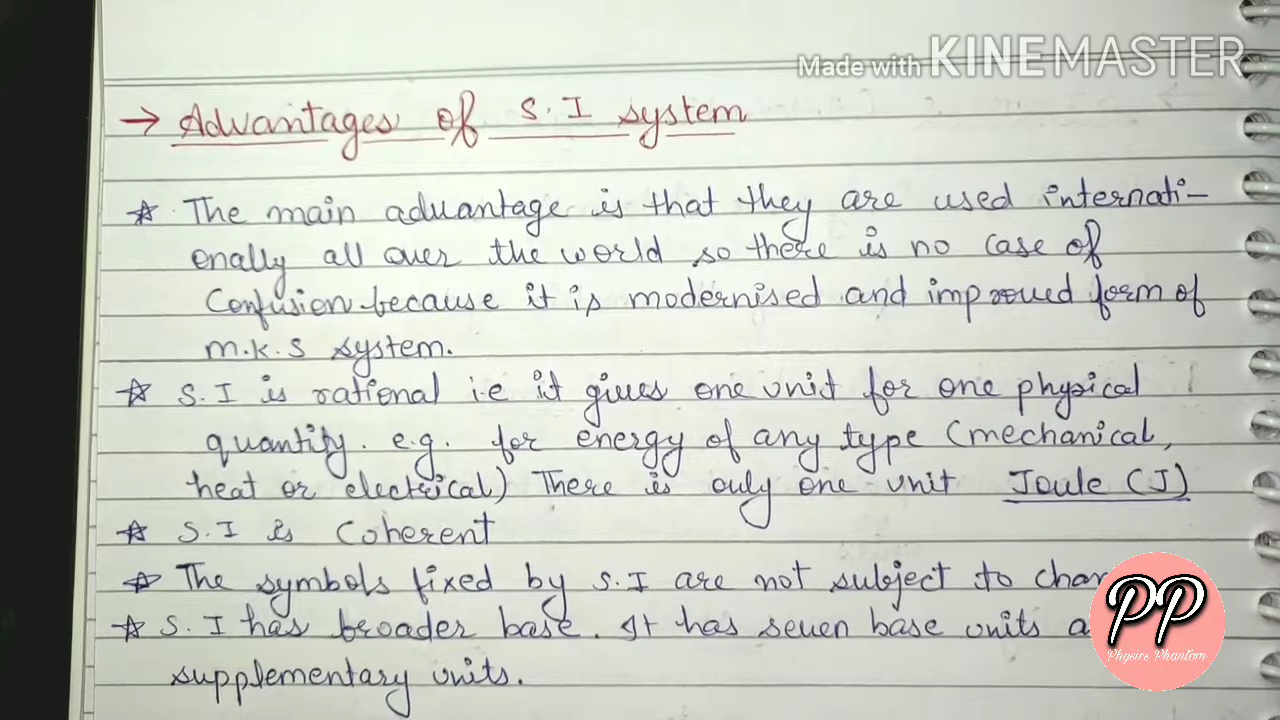 Made with KINEMASTER
→ Advantages of S.I system
☆ The main advantage is that they are used internati-
onally all over the world so there is no case of
Confusion because it is modernised and improved form of
m.k.s system.
☆ S.I is rational i.e it gives one unit for one physical
quantity. e.g. for energy of any type (mechanical,
heat or electrical) There is only one unit Joule (J)
☆ S.I is Coherent
☆ The symbols fixed by S.I are not subject to
☆ S.I has broader base. It has seven base units
supplementary units.
PP
Physics Phantom